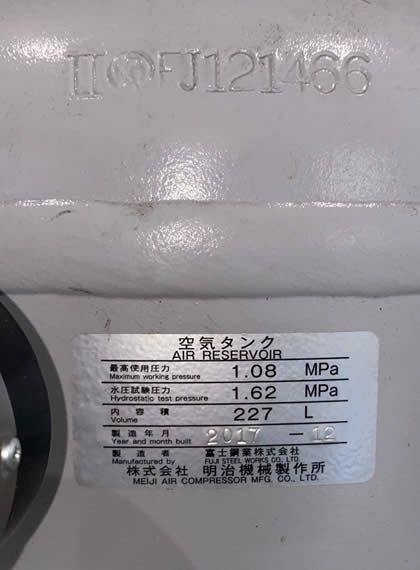 II Ⓦ FJ121466
空気タンク
AIR RESERVOIR
最高使用圧力 1.08 MPa
Maximum working pressure
水圧試験圧力 1.62 MPa
Hydrostatic test pressure
内容積 227 L
Volume
製造年月 2017-12
Year and month built
製造者 富士鋼業株式会社
Manufactured by FUJI STEEL WORKS CO., LTD.
株式会社 明治機械製作所
MEIJI AIR COMPRESSOR MFG. CO., LTD.